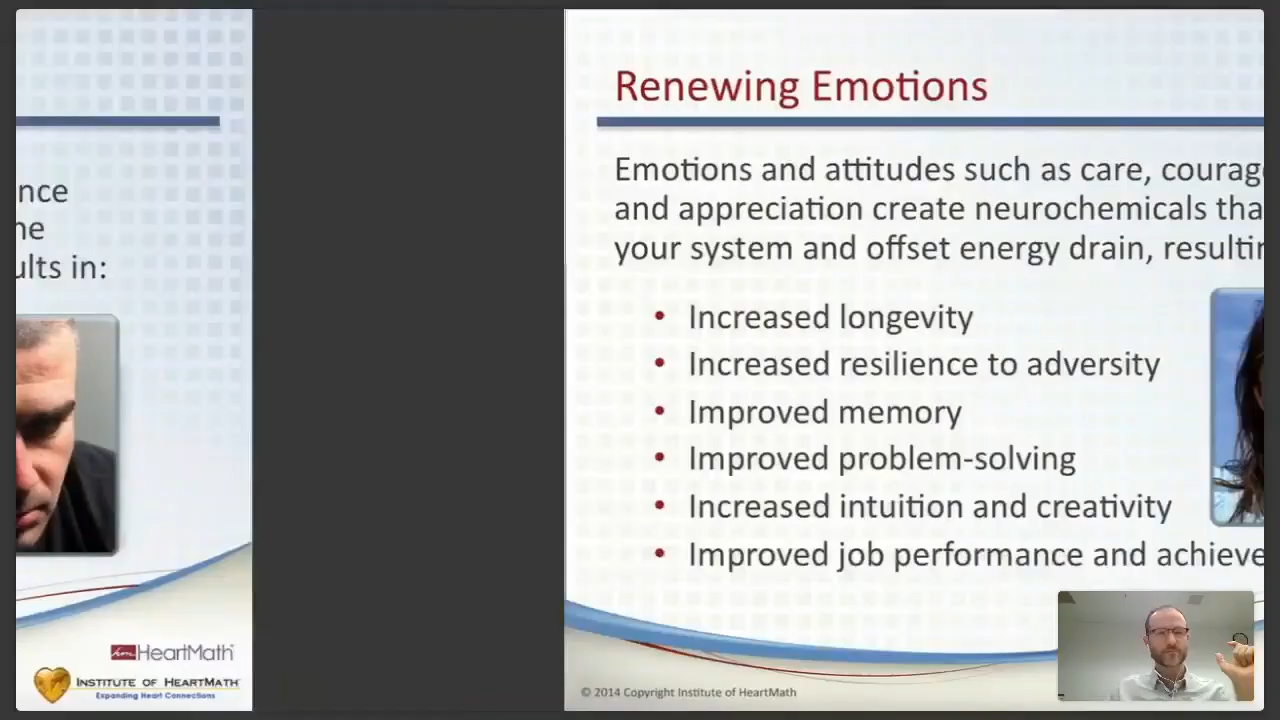 nce
ne
ults in:
HeartMath
INSTITUTE OF HEARTMATH
Expanding Heart Connections
Renewing Emotions
Emotions and attitudes such as care, courag
and appreciation create neurochemicals tha
your system and offset energy drain, resultin
• Increased longevity
• Increased resilience to adversity
• Improved memory
• Improved problem-solving
• Increased intuition and creativity
• Improved job performance and achieve
© 2014 Copyright Institute of HeartMath